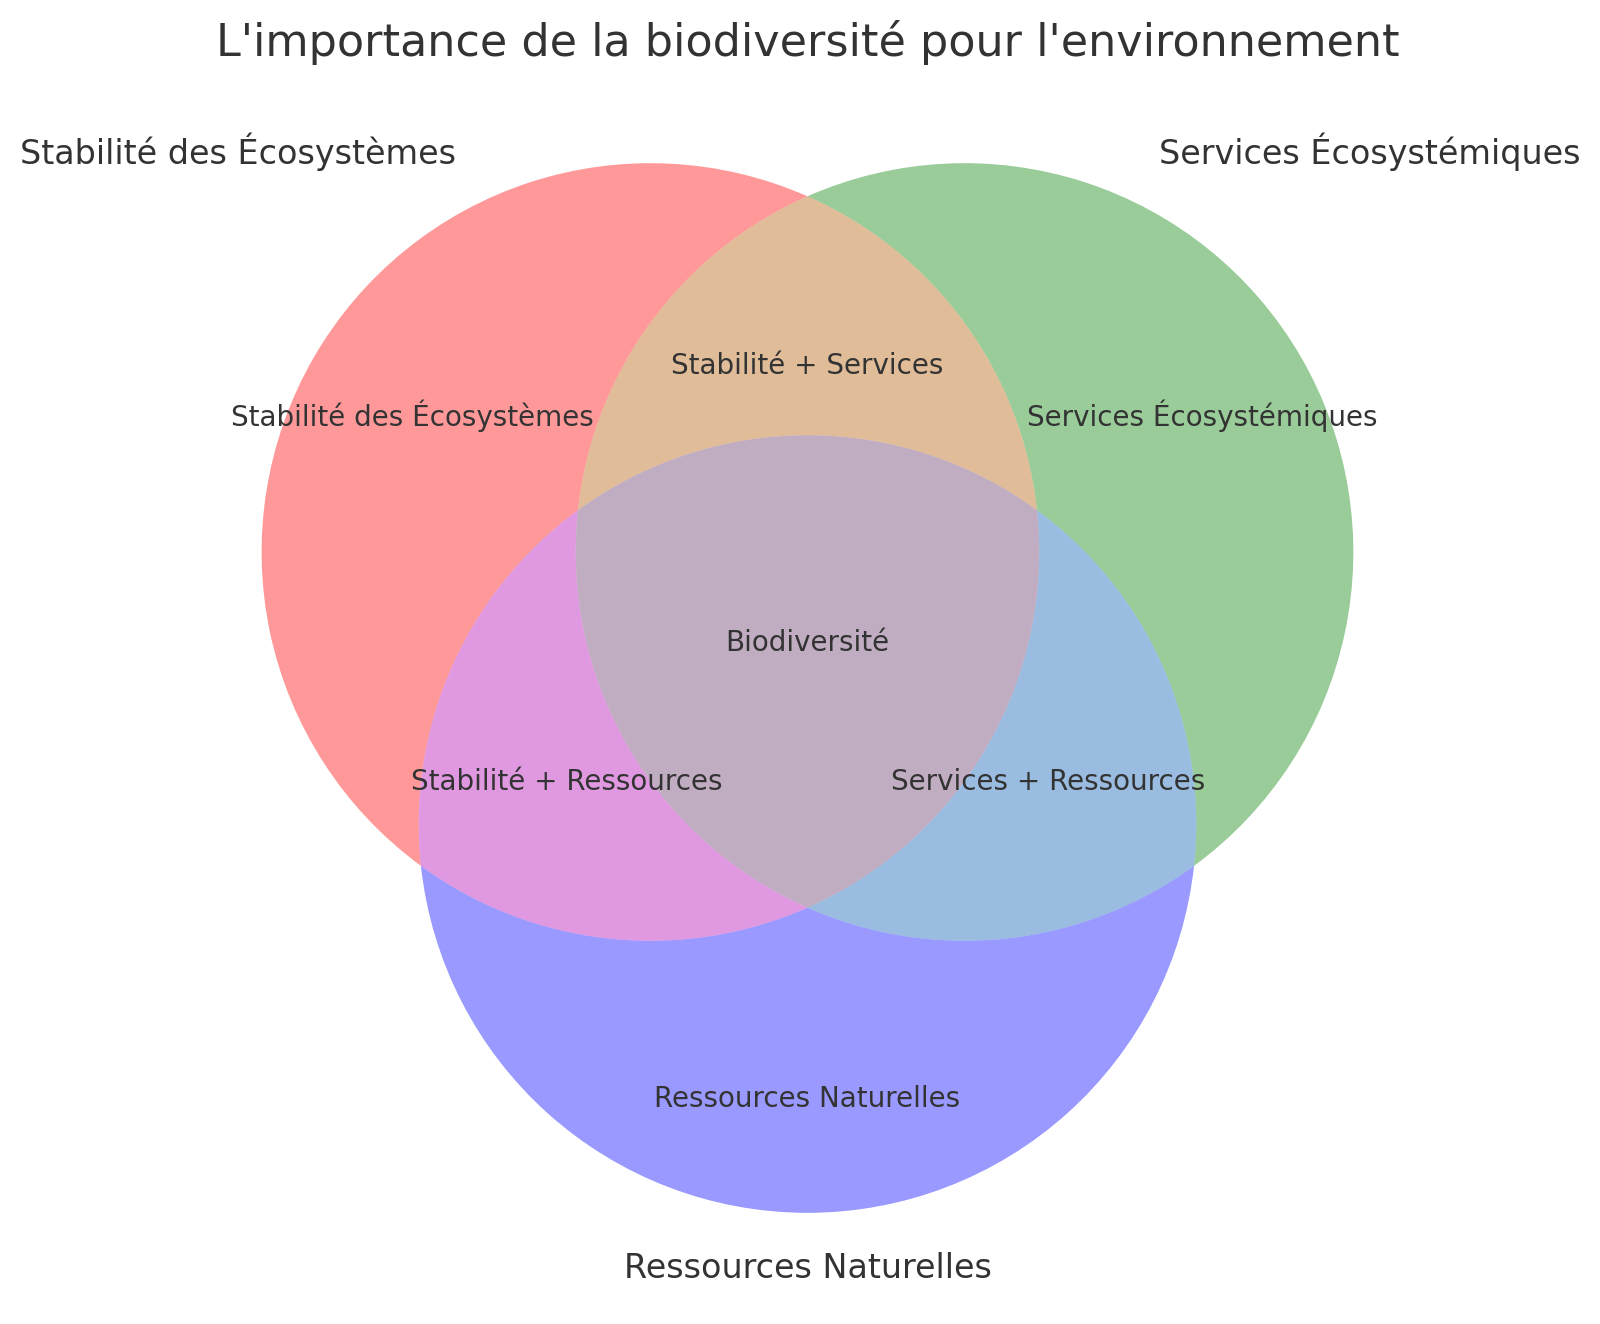 L'importance de la biodiversité pour l'environnement
Stabilité des Écosystèmes
Services Écosystémiques
Stabilité + Services
Stabilité des Écosystèmes
Services Écosystémiques
Biodiversité
Stabilité + Ressources
Services + Ressources
Ressources Naturelles
Ressources Naturelles